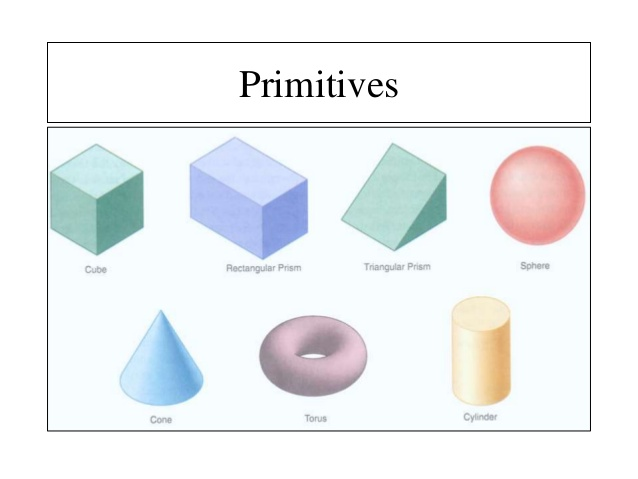 Primitives
Cube
Rectangular Prism
Triangular Prism
Sphere
Cone
Torus
Cylinder